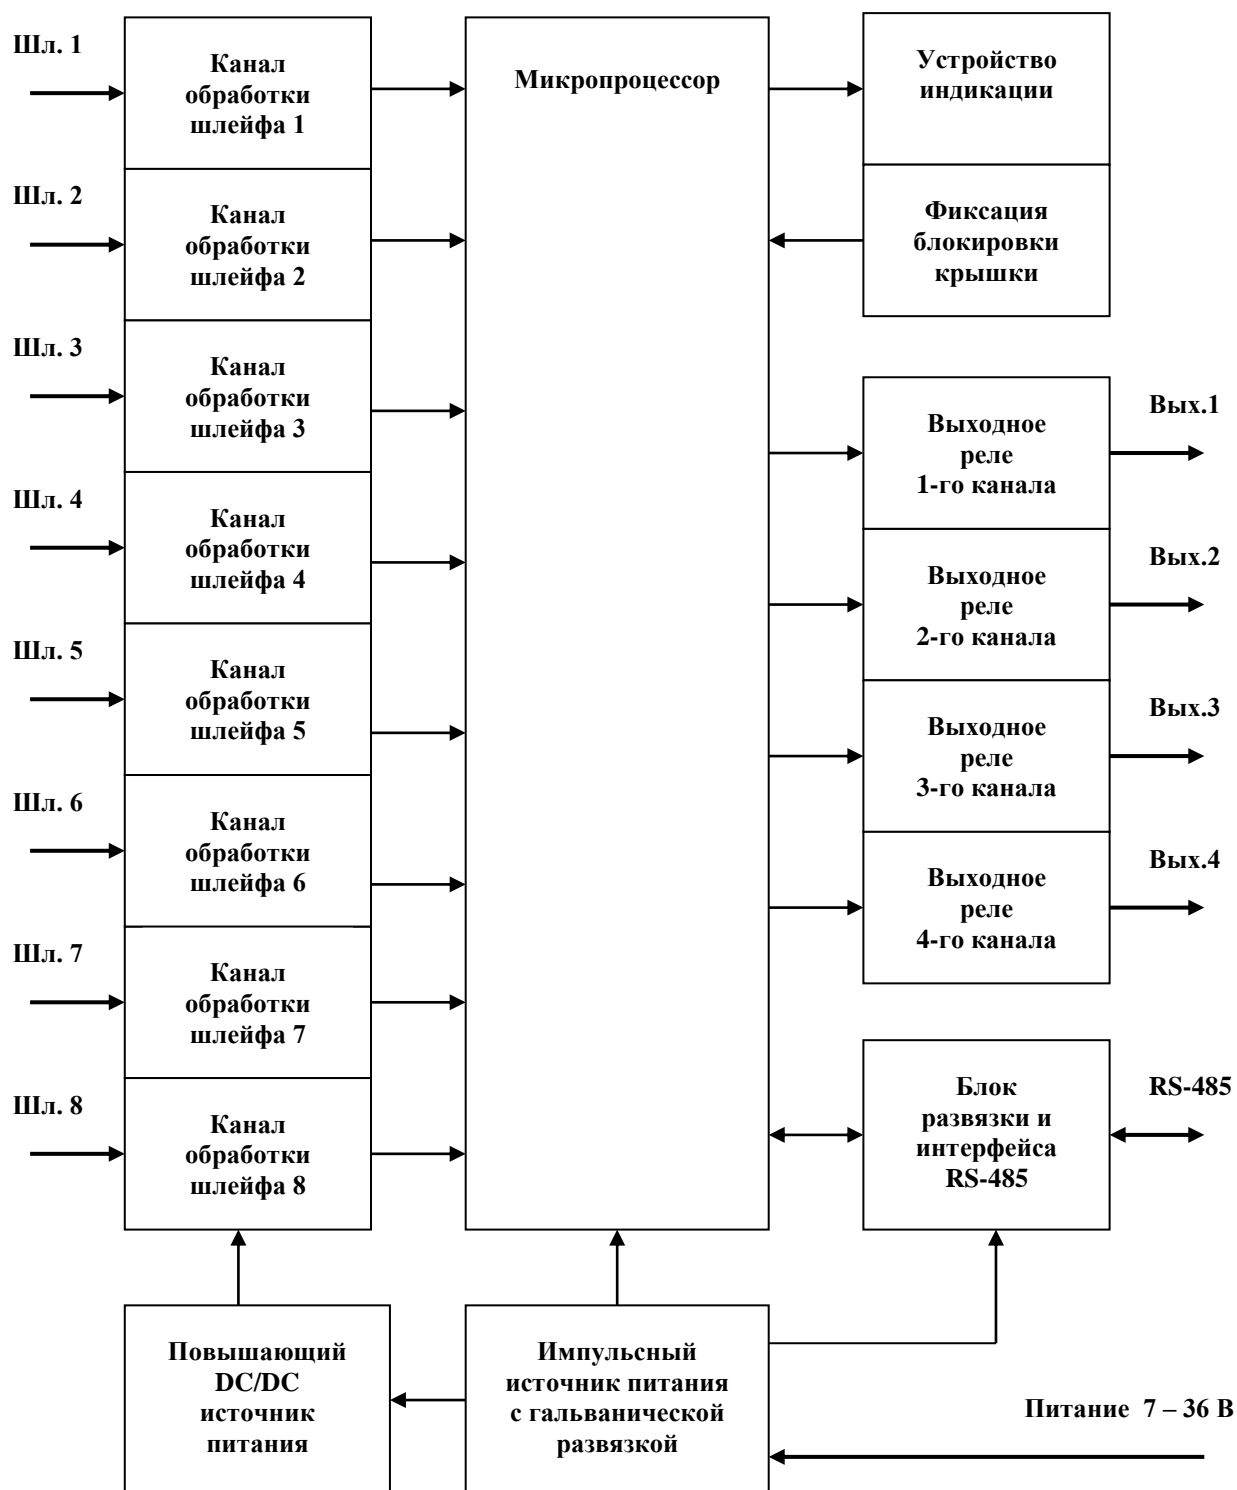 Шл. 1
Канал
обработки
шлейфа 1
Микропроцессор
Устройство
индикации
Шл. 2
Канал
обработки
шлейфа 2
Фиксация
блокировки
крышки
Шл. 3
Канал
обработки
шлейфа 3
Выходное
реле
1-го канала
Вых.1
Шл. 4
Канал
обработки
шлейфа 4
Выходное
реле
2-го канала
Вых.2
Шл. 5
Канал
обработки
шлейфа 5
Выходное
реле
3-го канала
Вых.3
Шл. 6
Канал
обработки
шлейфа 6
Выходное
реле
4-го канала
Вых.4
Шл. 7
Канал
обработки
шлейфа 7
Шл. 8
Канал
обработки
шлейфа 8
Блок
развязки и
интерфейса
RS-485
RS-485
Повышающий
DC/DC
источник
питания
Импульсный
источник питания
с гальванической
развязкой
Питание 7 – 36 В